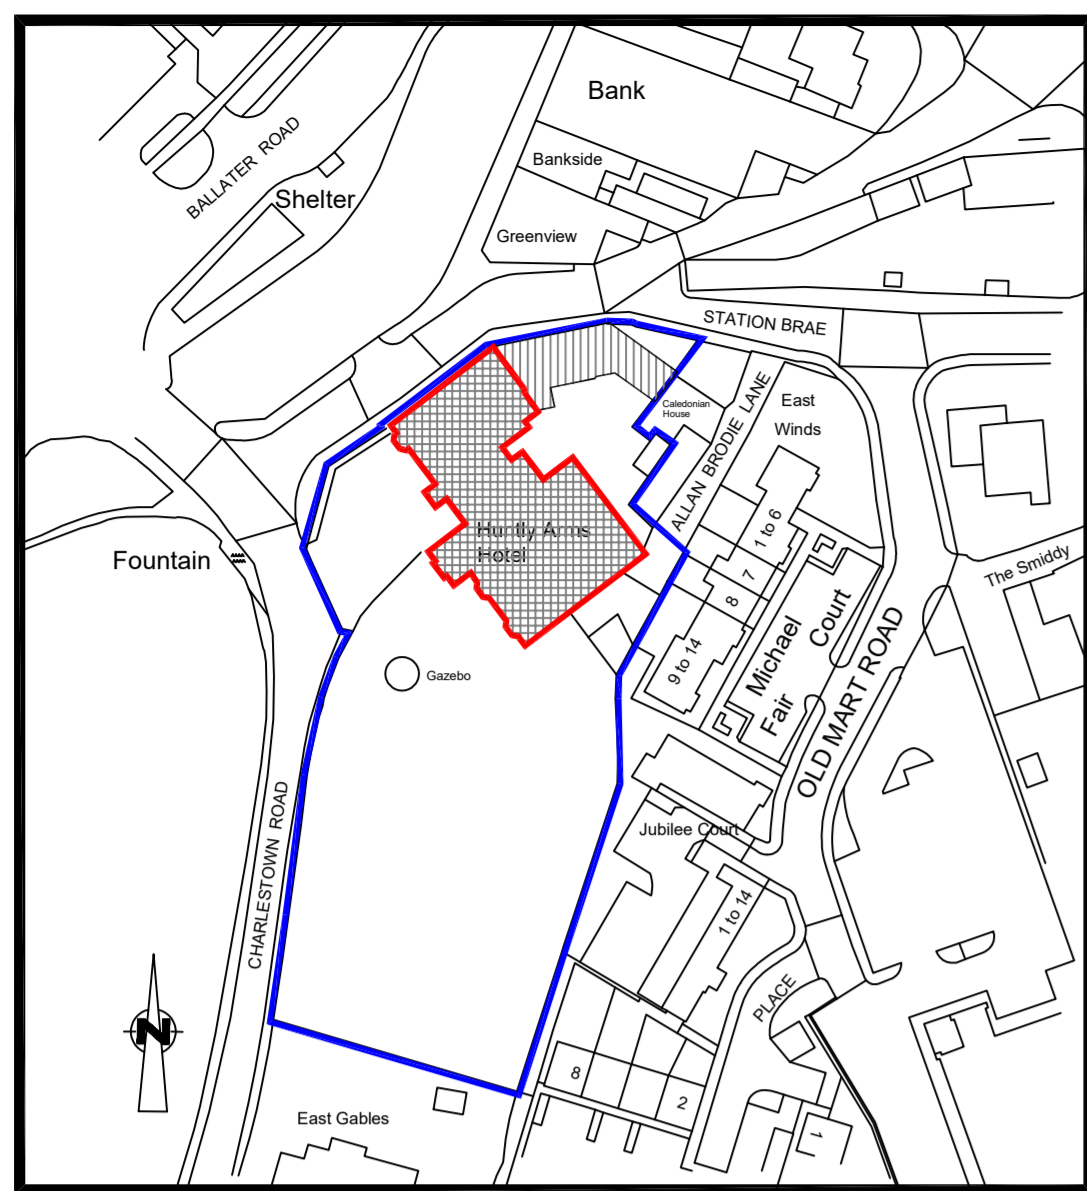 Bank
BALLATER ROAD
Bankside
Shelter
Greenview
STATION BRAE
Caledonian
House
ALLAN BRODIE LANE
East
Winds
Huntly Arms
Hotel
1 to 6
7
8
9 to 14
Fountain
The Smiddy
Michael
Fair
Court
OLD MART ROAD
Gazebo
Jubilee Court
CHARLESTOWN ROAD
1 to 14
PLACE
N
8
2
1
East Gables